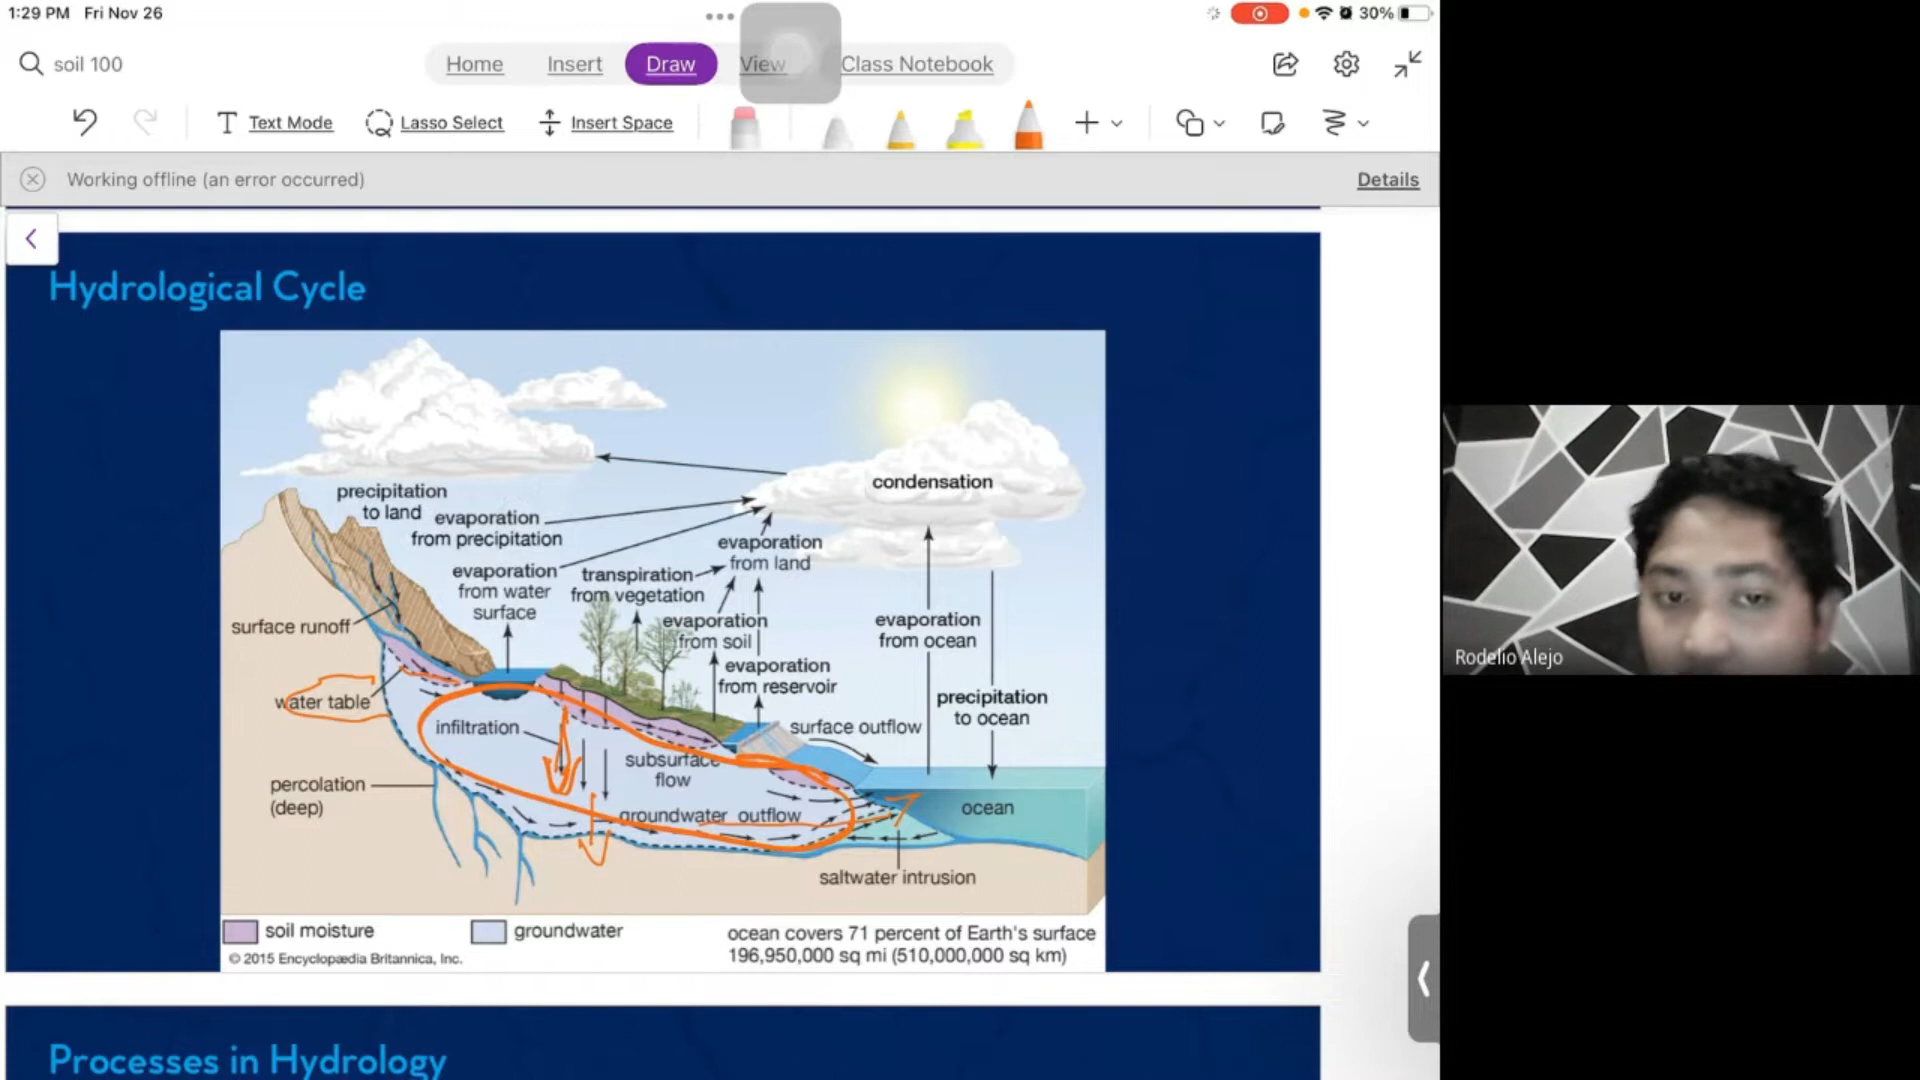 1:29 PM Fri Nov 26
30%
soil 100
Home Insert Draw View Class Notebook
Text Mode Lasso Select Insert Space
Working offline (an error occurred)
Details
Hydrological Cycle
condensation
precipitation
to land
evaporation
from precipitation
evaporation
from land
evaporation
from water
surface
transpiration
from vegetation
surface runoff
evaporation
from soil
evaporation
from ocean
evaporation
from reservoir
water table
precipitation
to ocean
infiltration
surface outflow
subsurface
flow
percolation
(deep)
groundwater outflow
ocean
saltwater intrusion
soil moisture
groundwater
ocean covers 71 percent of Earth's surface
196,950,000 sq mi (510,000,000 sq km)
© 2015 Encyclopædia Britannica, Inc.
Processes in Hydrology
Rodelio Alejo